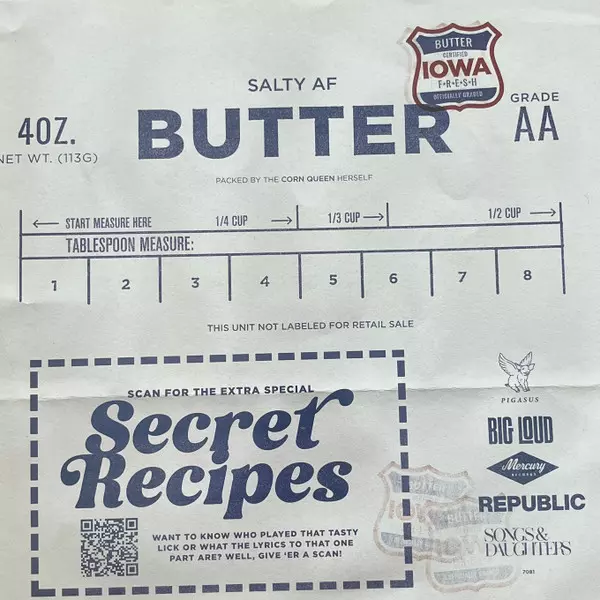 BUTTER
CERTIFIED
IOWA
F•R•E•S•H
OFFICIALLY GRADED
SALTY AF
BUTTER
GRADE
AA
4OZ.
NET WT. (113G)
PACKED BY THE CORN QUEEN HERSELF
START MEASURE HERE 1/4 CUP 1/3 CUP 1/2 CUP
TABLESPOON MEASURE:
1 2 3 4 5 6 7 8
THIS UNIT NOT LABELED FOR RETAIL SALE
SCAN FOR THE EXTRA SPECIAL
Secret
Recipes
WANT TO KNOW WHO PLAYED THAT TASTY
LICK OR WHAT THE LYRICS TO THAT ONE
PART ARE? WELL, GIVE 'ER A SCAN!
PEGASUS
BIG LOUD
Mercury
RECORDS
REPUBLIC
SONGS &
DAUGHTERS
7081